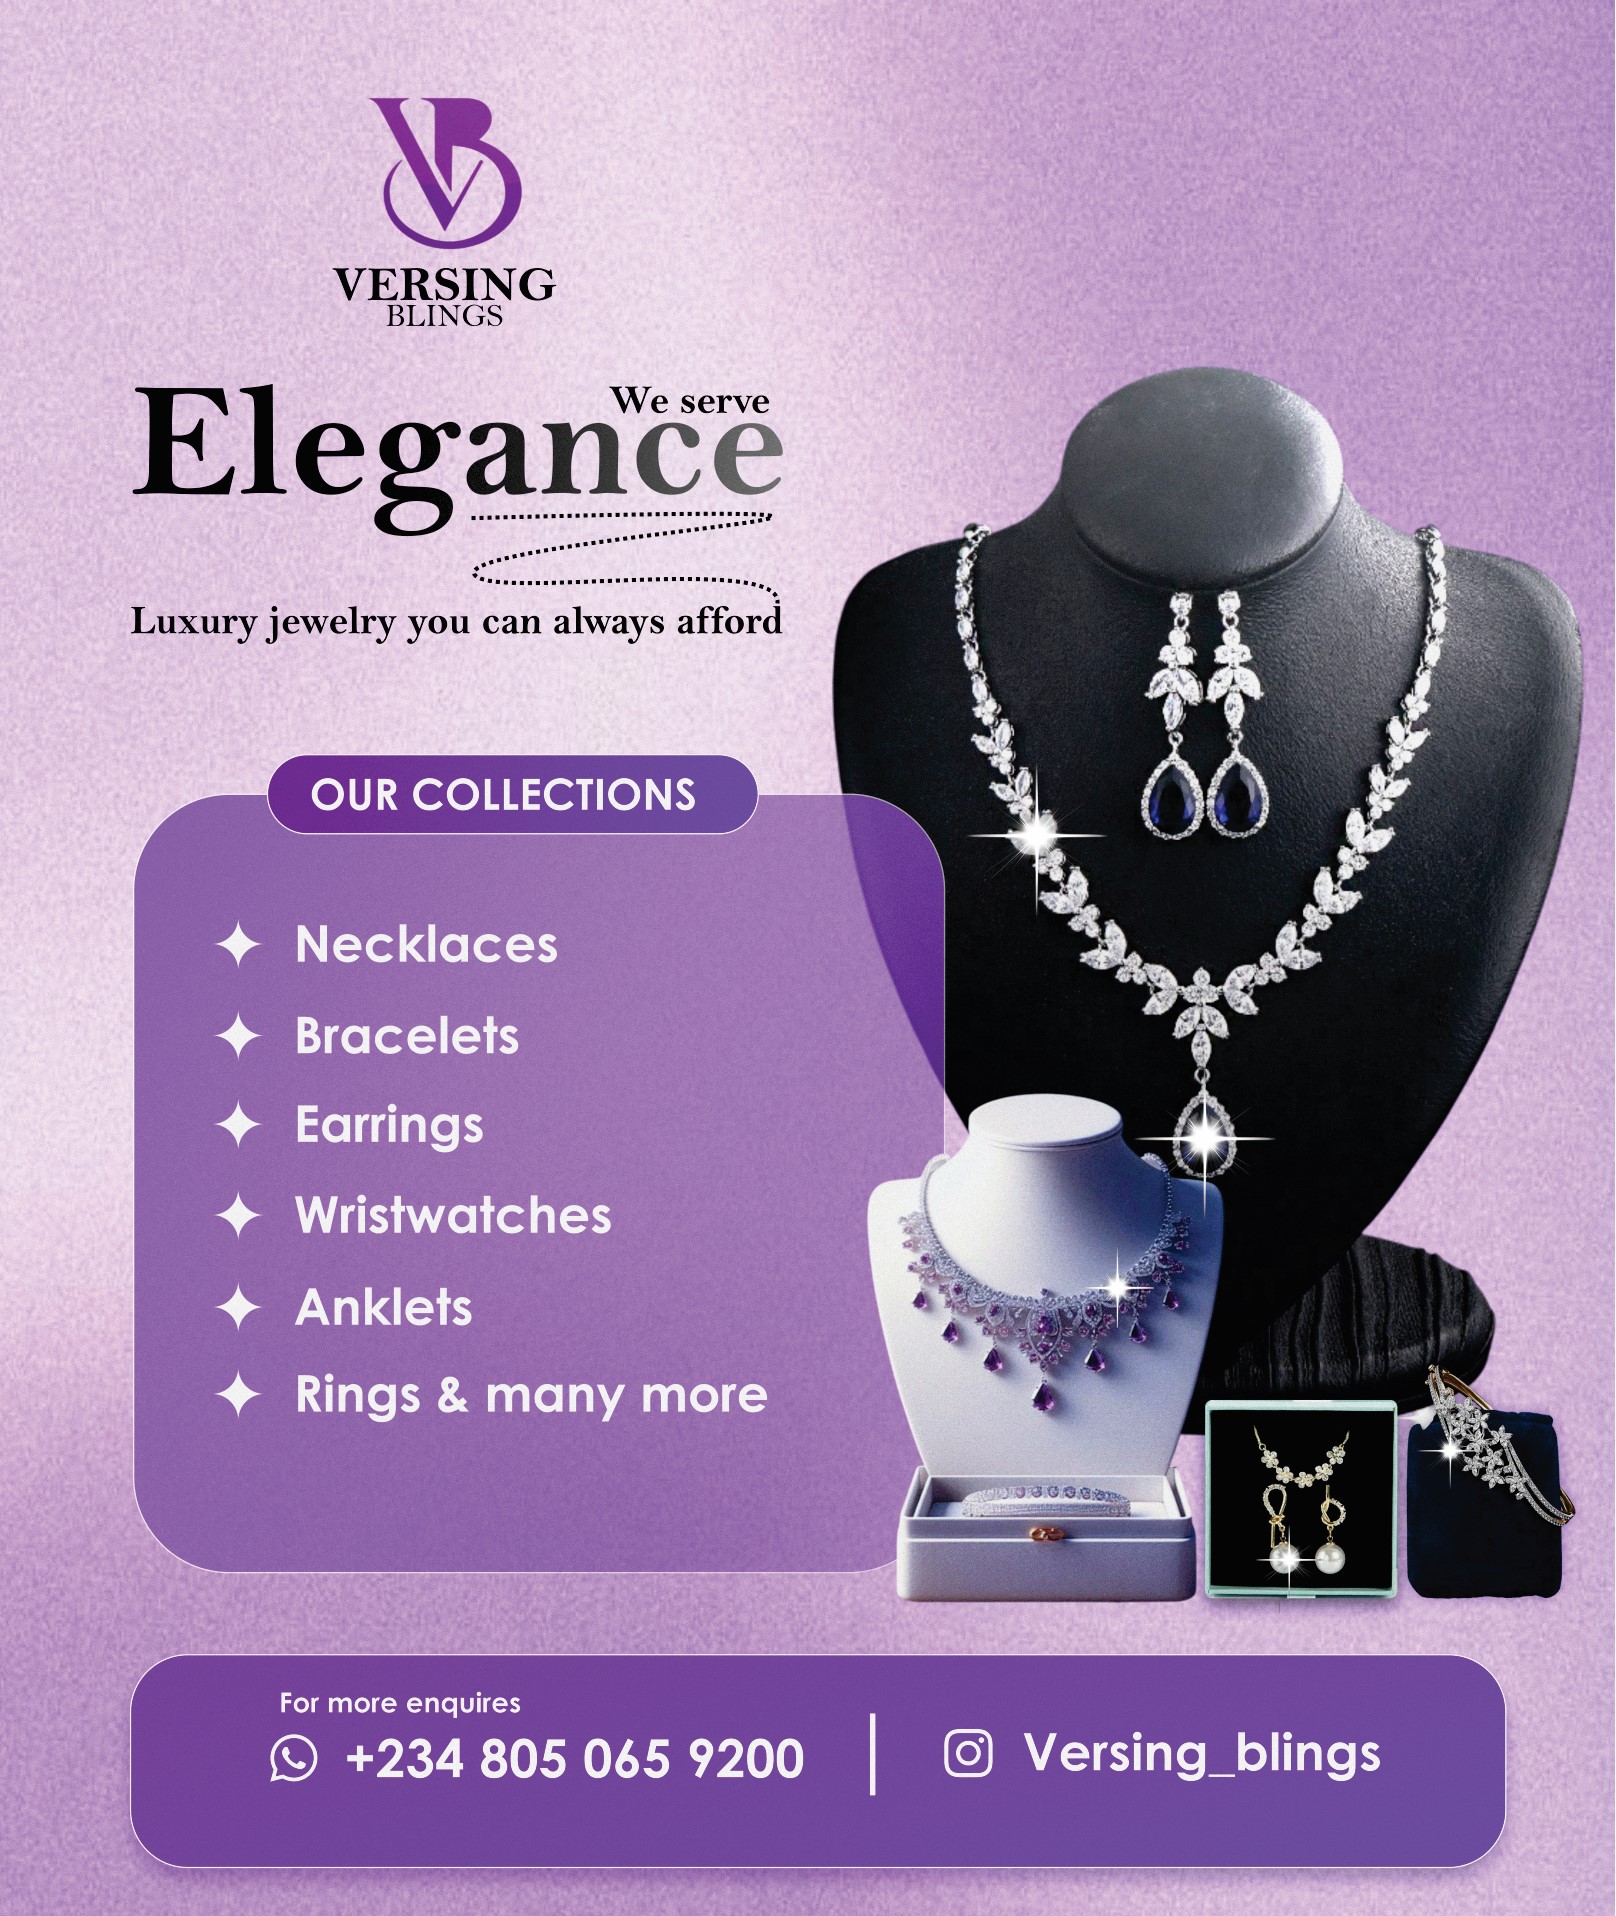 VB
VERSING
BLINGS
We serve
Elegance
Luxury jewelry you can always afford
OUR COLLECTIONS
Necklaces
Bracelets
Earrings
Wristwatches
Anklets
Rings & many more
For more enquires
+234 805 065 9200
Versing_blings